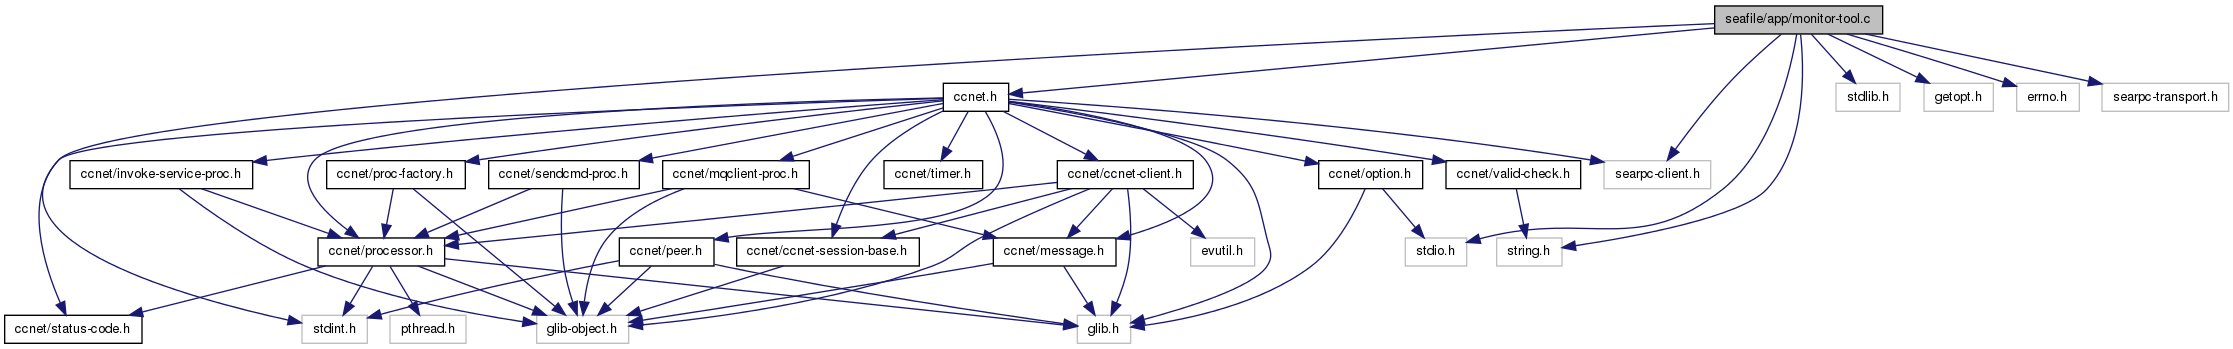 seafile/app/monitor-tool.c
ccnet.h
stdlib.h
getopt.h
errno.h
searpc-transport.h
ccnet/invoke-service-proc.h
ccnet/proc-factory.h
ccnet/sendcmd-proc.h
ccnet/mqclient-proc.h
ccnet/timer.h
ccnet/ccnet-client.h
ccnet/option.h
ccnet/valid-check.h
searpc-client.h
ccnet/processor.h
ccnet/peer.h
ccnet/ccnet-session-base.h
ccnet/message.h
evutil.h
stdio.h
string.h
ccnet/status-code.h
stdint.h
pthread.h
glib-object.h
glib.h